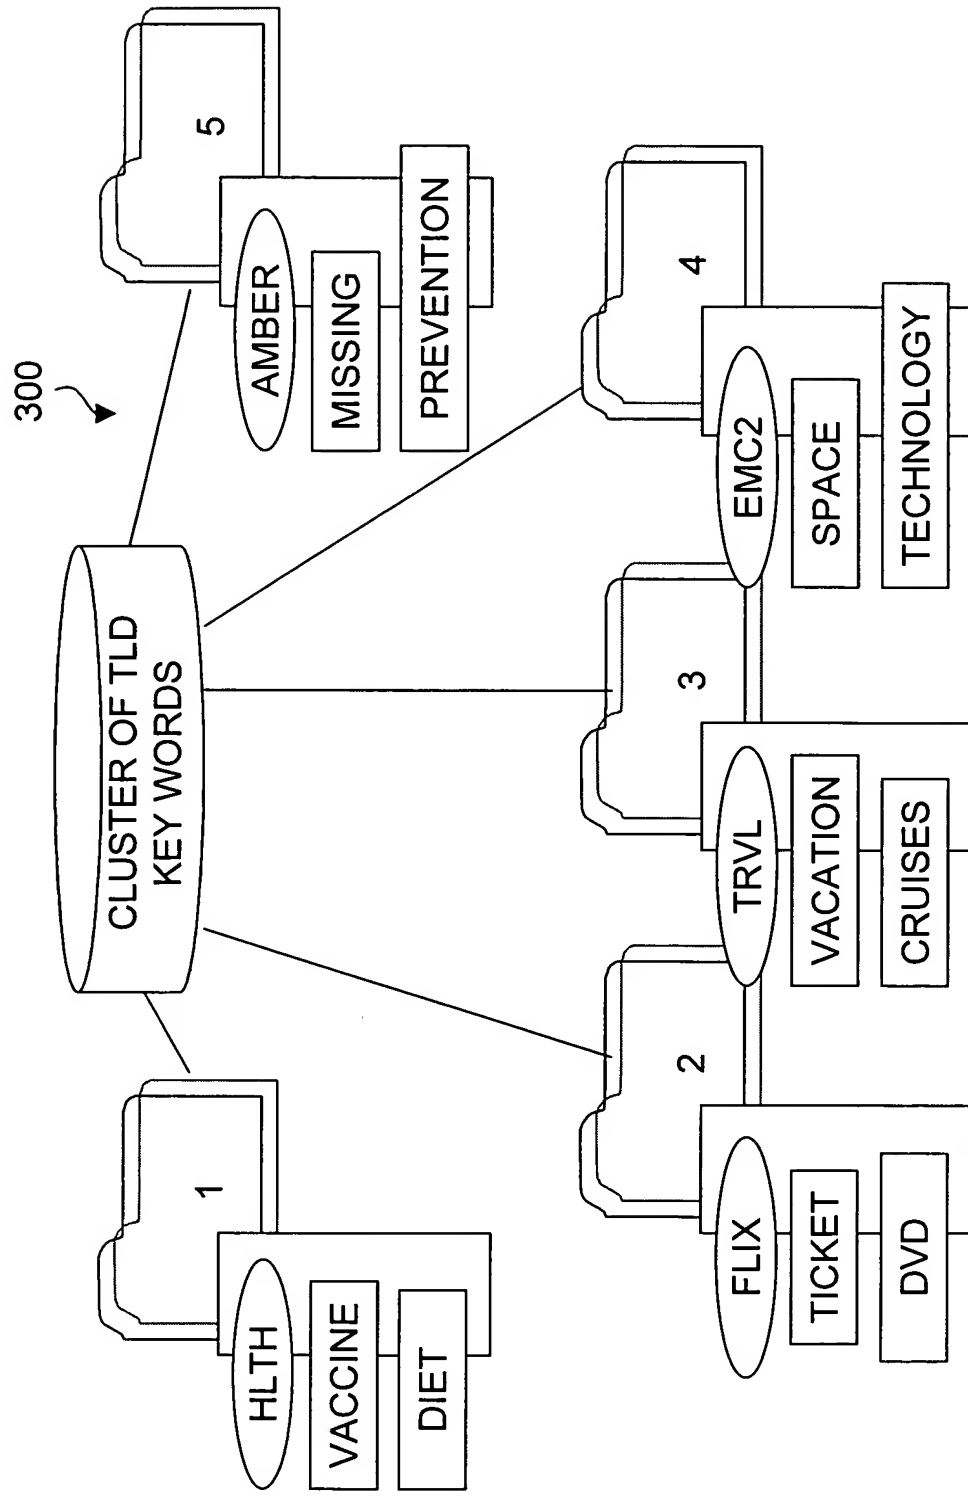 300
CLUSTER OF TLD
KEY WORDS
1
HLTH
VACCINE
DIET
5
AMBER
MISSING
PREVENTION
2
FLIX
TICKET
DVD
3
TRVL
VACATION
CRUISES
4
EMC2
SPACE
TECHNOLOGY